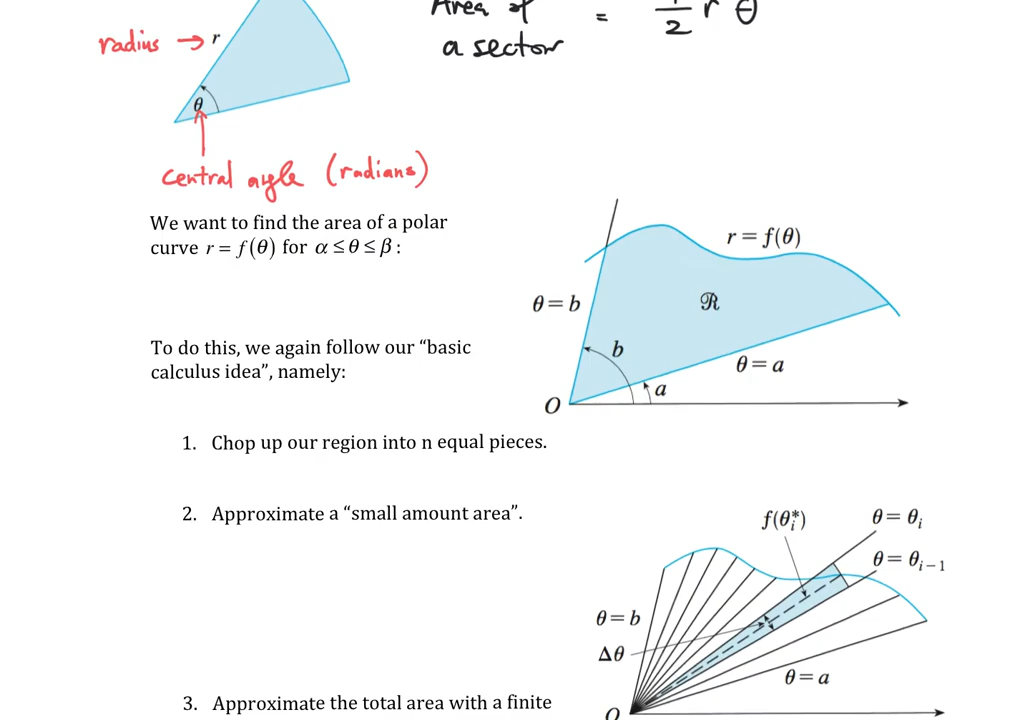 Area of
a sector = 1/2 r θ
radius → r
θ
central angle (radians)
We want to find the area of a polar
curve r = f(θ) for α ≤ θ ≤ β :
r = f(θ)
θ = b
ℛ
b
θ = a
a
O
To do this, we again follow our “basic
calculus idea”, namely:
1. Chop up our region into n equal pieces.
2. Approximate a “small amount area”.
f(θᵢ*)
θ = θᵢ
θ = θᵢ₋₁
θ = b
Δθ
θ = a
O
3. Approximate the total area with a finite